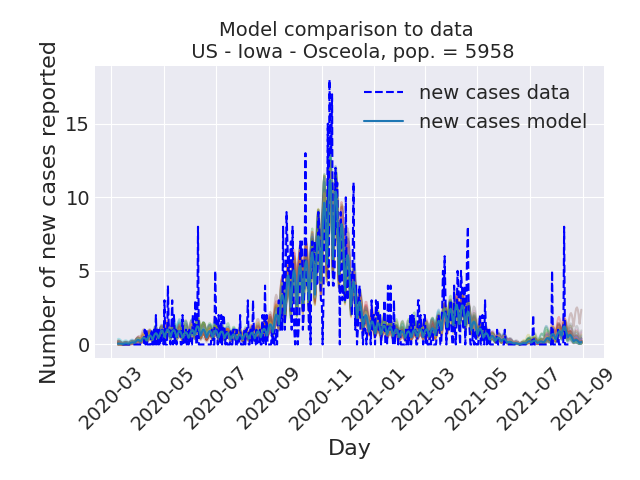 Model comparison to data
US - Iowa - Osceola, pop. = 5958
new cases data
new cases model
Number of new cases reported
15
10
5
0
2020-03
2020-05
2020-07
2020-09
2020-11
2021-01
2021-03
2021-05
2021-07
2021-09
Day